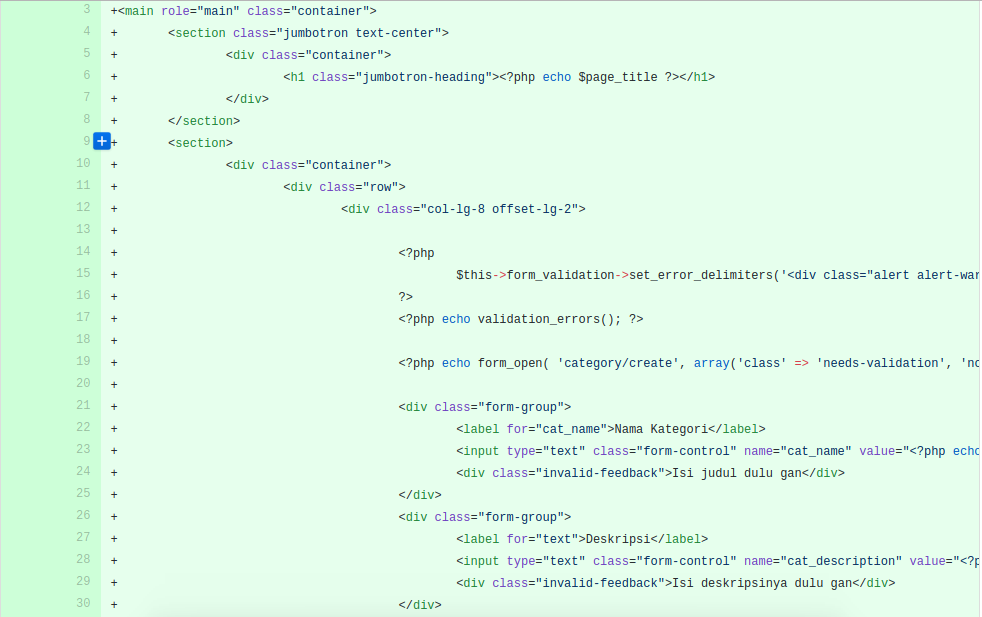 3 +<main role="main" class="container">
4 + <section class="jumbotron text-center">
5 + <div class="container">
6 + <h1 class="jumbotron-heading"><?php echo $page_title ?></h1>
7 + </div>
8 + </section>
9 + + <section>
10 + <div class="container">
11 + <div class="row">
12 + <div class="col-lg-8 offset-lg-2">
13 +
14 + <?php
15 + $this->form_validation->set_error_delimiters('<div class="alert alert-war
16 + ?>
17 + <?php echo validation_errors(); ?>
18 +
19 + <?php echo form_open( 'category/create', array('class' => 'needs-validation', 'no
20 +
21 + <div class="form-group">
22 + <label for="cat_name">Nama Kategori</label>
23 + <input type="text" class="form-control" name="cat_name" value="<?php echo
24 + <div class="invalid-feedback">Isi judul dulu gan</div>
25 + </div>
26 + <div class="form-group">
27 + <label for="text">Deskripsi</label>
28 + <input type="text" class="form-control" name="cat_description" value="<?p
29 + <div class="invalid-feedback">Isi deskripsinya dulu gan</div>
30 + </div>